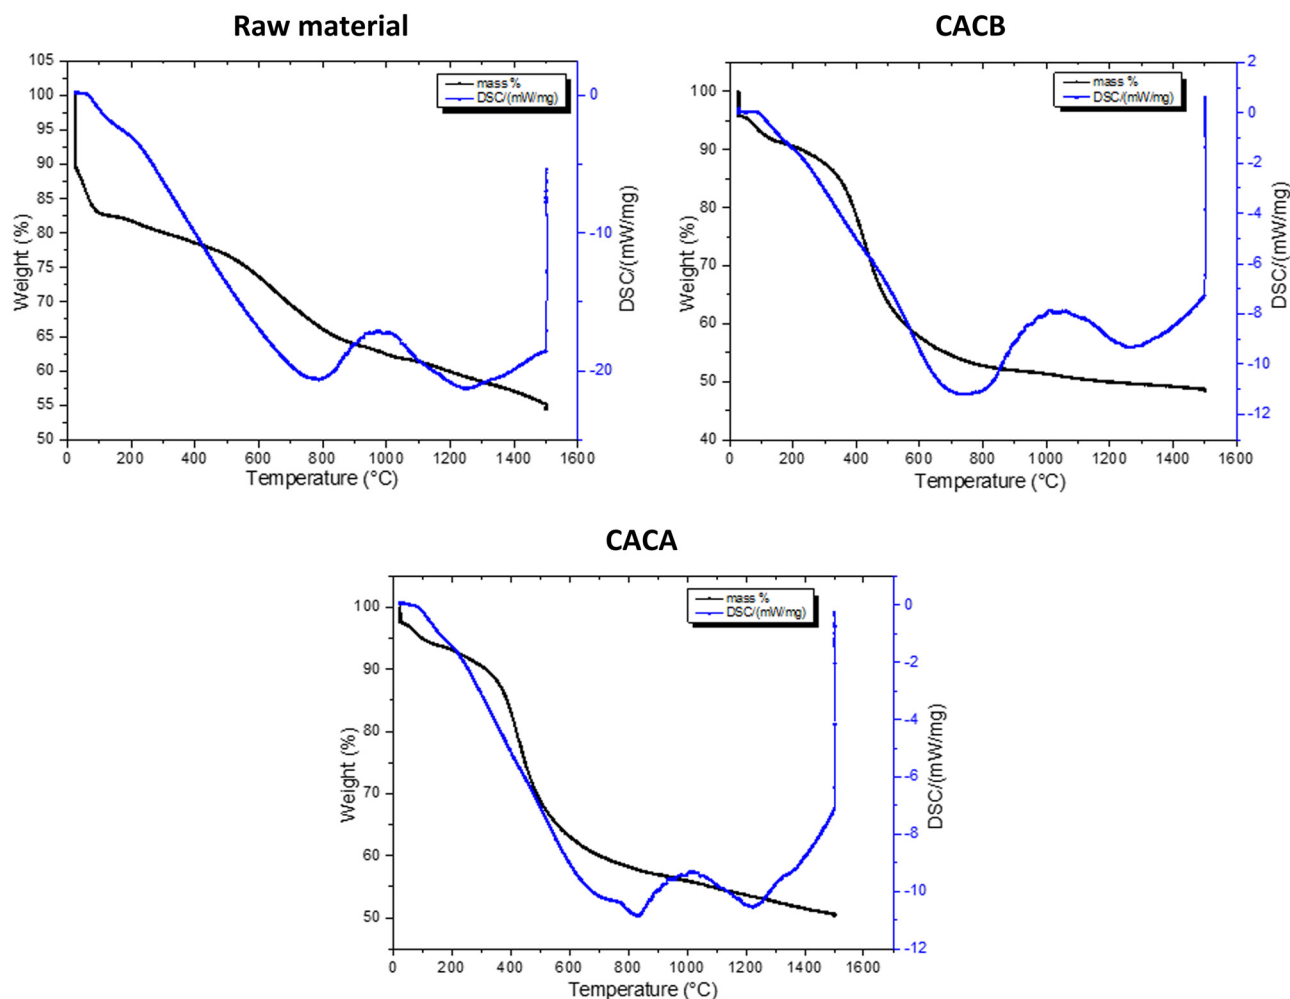 Raw material
105
100
95
90
85
80
75
70
65
60
55
50
Weight (%)
mass %
DSC/(mW/mg)
0
-10
-20
DSC/(mW/mg)
0 200 400 600 800 1000 1200 1400 1600
Temperature (°C)
CACB
100
90
80
70
60
50
40
Weight (%)
mass %
DSC/(mW/mg)
2
0
-2
-4
-6
-8
-10
-12
DSC/(mW/mg)
0 200 400 600 800 1000 1200 1400 1600
Temperature (°C)
CACA
100
90
80
70
60
50
Weight (%)
mass %
DSC/(mW/mg)
0
-2
-4
-6
-8
-10
-12
DSC/(mW/mg)
0 200 400 600 800 1000 1200 1400 1600
Temperature (°C)